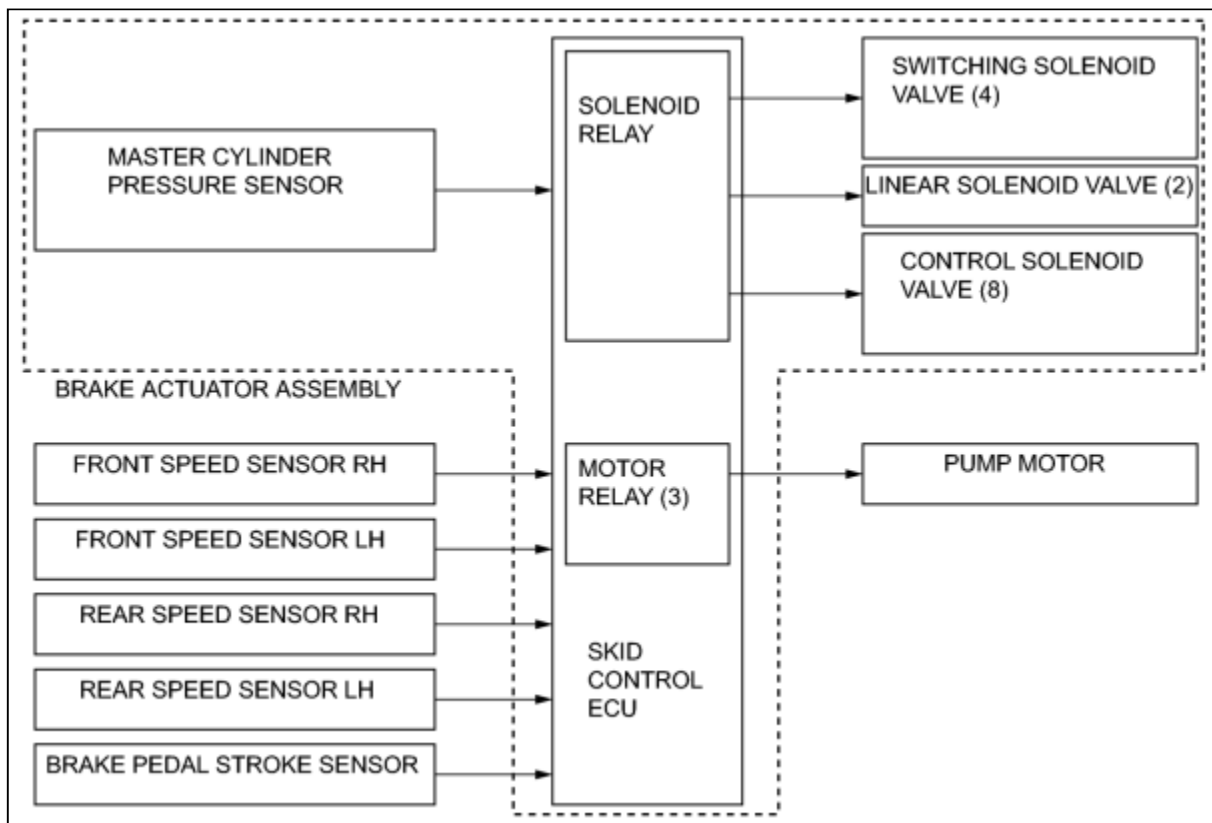 MASTER CYLINDER
PRESSURE SENSOR
SOLENOID
RELAY
SWITCHING SOLENOID
VALVE (4)
LINEAR SOLENOID VALVE (2)
CONTROL SOLENOID
VALVE (8)
BRAKE ACTUATOR ASSEMBLY
FRONT SPEED SENSOR RH
FRONT SPEED SENSOR LH
REAR SPEED SENSOR RH
REAR SPEED SENSOR LH
BRAKE PEDAL STROKE SENSOR
MOTOR
RELAY (3)
SKID
CONTROL
ECU
PUMP MOTOR